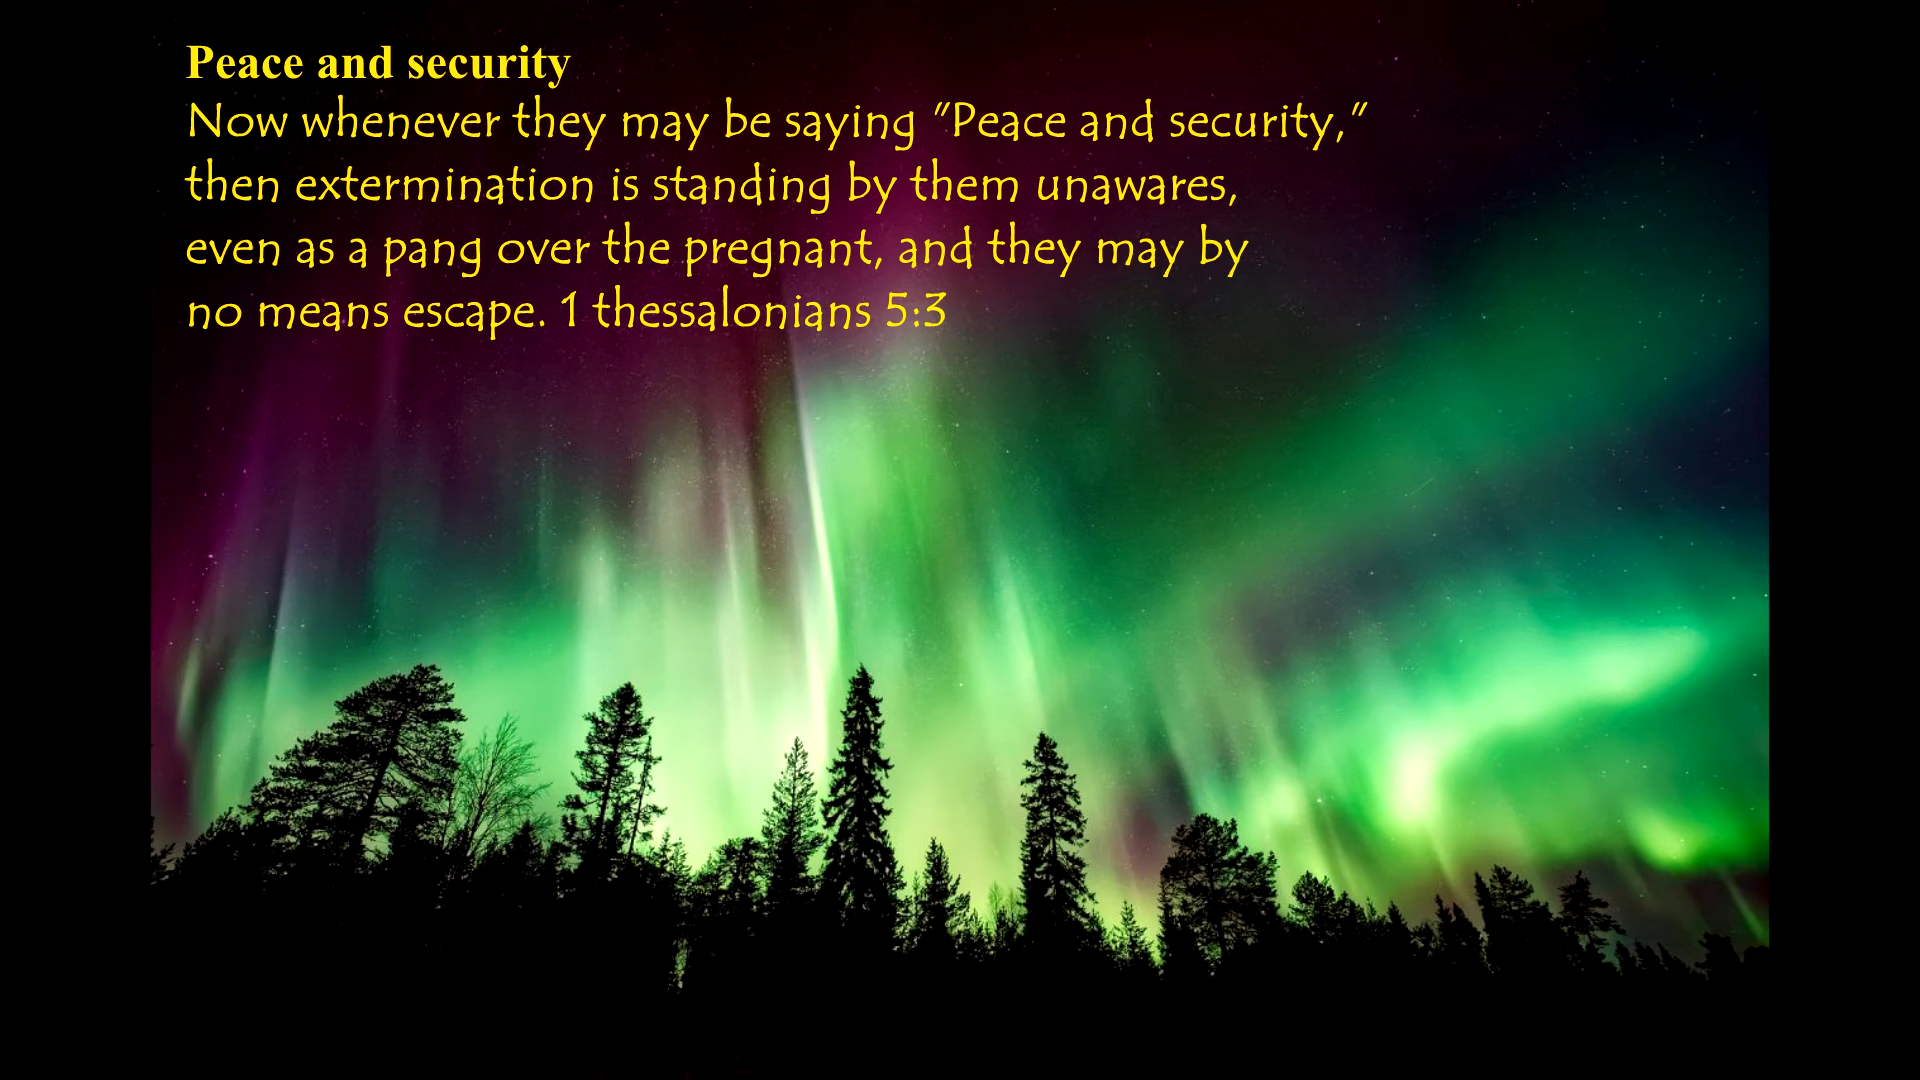 Peace and security
Now whenever they may be saying "Peace and security,"
then extermination is standing by them unawares,
even as a pang over the pregnant, and they may by
no means escape. 1 thessalonians 5:3